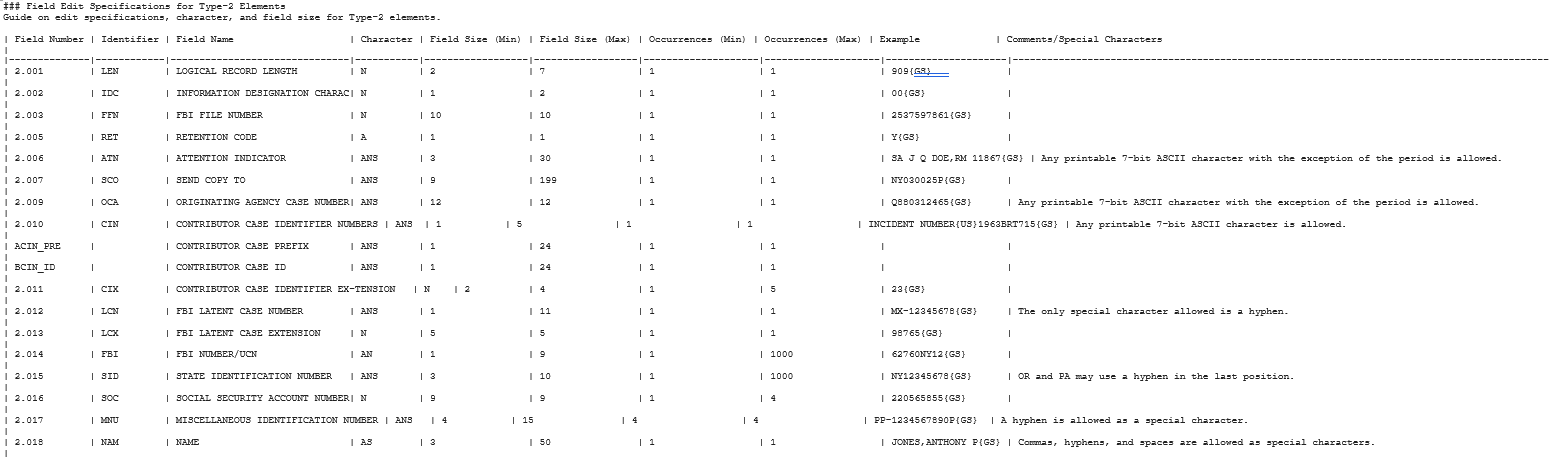 ### Field Edit Specifications for Type-2 Elements
Guide on edit specifications, character, and field size for Type-2 elements.
| Field Number | Identifier | Field Name | Character | Field Size (Min) | Field Size (Max) | Occurrences (Min) | Occurrences (Max) | Example | Comments/Special Characters
|
|--------------|------------|---------------------------|-----------|------------------|------------------|-------------------|-------------------|--------------------|------------------------------------------------------------------------------------------
|
| 2.001 | LEN | LOGICAL RECORD LENGTH | N | 2 | 7 | 1 | 1 | 909{GS} |
|
| 2.002 | IDC | INFORMATION DESIGNATION CHARAC| N | 1 | 2 | 1 | 1 | 00{GS} |
|
| 2.003 | FFN | FBI FILE NUMBER | N | 10 | 10 | 1 | 1 | 2537597861{GS} |
|
| 2.005 | RET | RETENTION CODE | A | 1 | 1 | 1 | 1 | Y{GS} |
|
| 2.006 | ATN | ATTENTION INDICATOR | ANS | 3 | 30 | 1 | 1 | SA J Q DOE,RM 11867{GS} | Any printable 7-bit ASCII character with the exception of the period is allowed.
|
| 2.007 | SCO | SEND COPY TO | ANS | 9 | 199 | 1 | 1 | NY030025P{GS} |
|
| 2.009 | OCA | ORIGINATING AGENCY CASE NUMBER| ANS | 12 | 12 | 1 | 1 | Q880312465{GS} | Any printable 7-bit ASCII character with the exception of the period is allowed.
|
| 2.010 | CIN | CONTRIBUTOR CASE IDENTIFIER NUMBERS | ANS | 1 | 5 | 1 | 1 | INCIDENT NUMBER{US}1963BRT715{GS} | Any printable 7-bit ASCII character is allowed.
|
| ACIN_PRE | | CONTRIBUTOR CASE PREFIX | ANS | 1 | 24 | 1 | 1 | |
|
| BCIN_ID | | CONTRIBUTOR CASE ID | ANS | 1 | 24 | 1 | 1 | |
|
| 2.011 | CIX | CONTRIBUTOR CASE IDENTIFIER EX-TENSION | N | 2 | 4 | 1 | 5 | 23{GS} |
|
| 2.012 | LCN | FBI LATENT CASE NUMBER | ANS | 1 | 11 | 1 | 1 | MX-12345678{GS} | The only special character allowed is a hyphen.
|
| 2.013 | LCX | FBI LATENT CASE EXTENSION | N | 5 | 5 | 1 | 1 | 98765{GS} |
|
| 2.014 | FBI | FBI NUMBER/UCN | AN | 1 | 9 | 1 | 1000 | 62760NY12{GS} |
|
| 2.015 | SID | STATE IDENTIFICATION NUMBER | ANS | 3 | 10 | 1 | 1000 | NY12345678{GS} | OR and PA may use a hyphen in the last position.
|
| 2.016 | SOC | SOCIAL SECURITY ACCOUNT NUMBER| N | 9 | 9 | 1 | 4 | 220565855{GS} |
|
| 2.017 | MNU | MISCELLANEOUS IDENTIFICATION NUMBER | ANS | 4 | 15 | 4 | 4 | PP-1234567890P{GS} | A hyphen is allowed as a special character.
|
| 2.018 | NAM | NAME | AS | 3 | 50 | 1 | 1 | JONES,ANTHONY P{GS} | Commas, hyphens, and spaces are allowed as special characters.
|